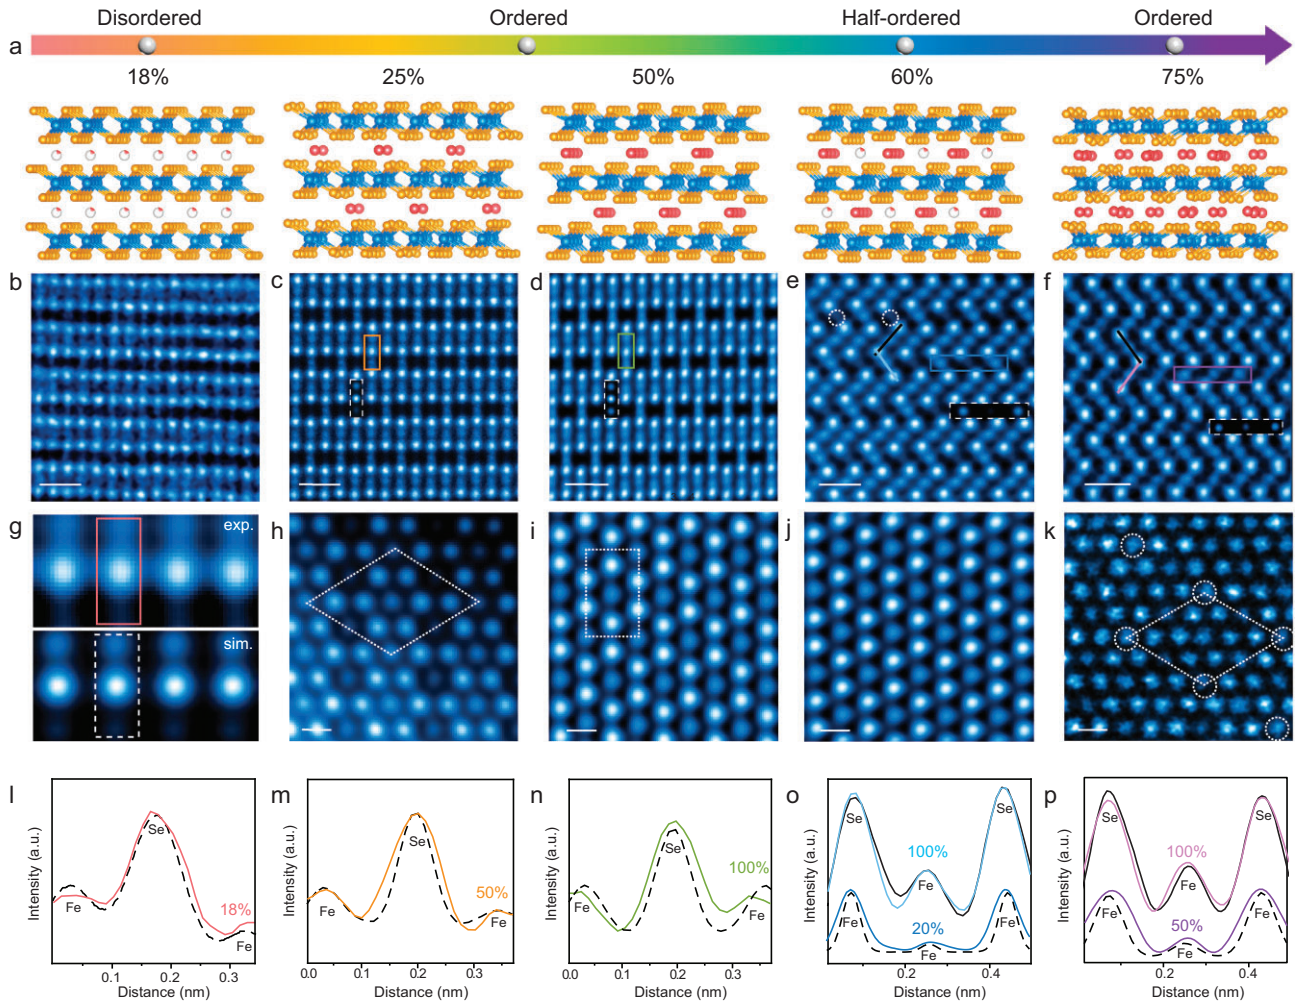 Disordered Ordered Half-ordered Ordered
a
18% 25% 50% 60% 75%
b c d e f
g exp. h i j k
sim.
l m n o p
Intensity (a.u.)
Se
Fe
18%
Fe
0.1 0.2 0.3
Distance (nm)
Intensity (a.u.)
Se
Fe
50%
Fe
0.0 0.1 0.2 0.3
Distance (nm)
Intensity (a.u.)
Se
100%
Fe
Fe
0.0 0.1 0.2 0.3
Distance (nm)
Intensity (a.u.)
Se Se
100%
Fe
Fe 20% Fe
Fe
0.2 0.4
Distance (nm)
Intensity (a.u.)
Se Se
100%
Fe
Fe 50% Fe
Fe
0.2 0.4
Distance (nm)